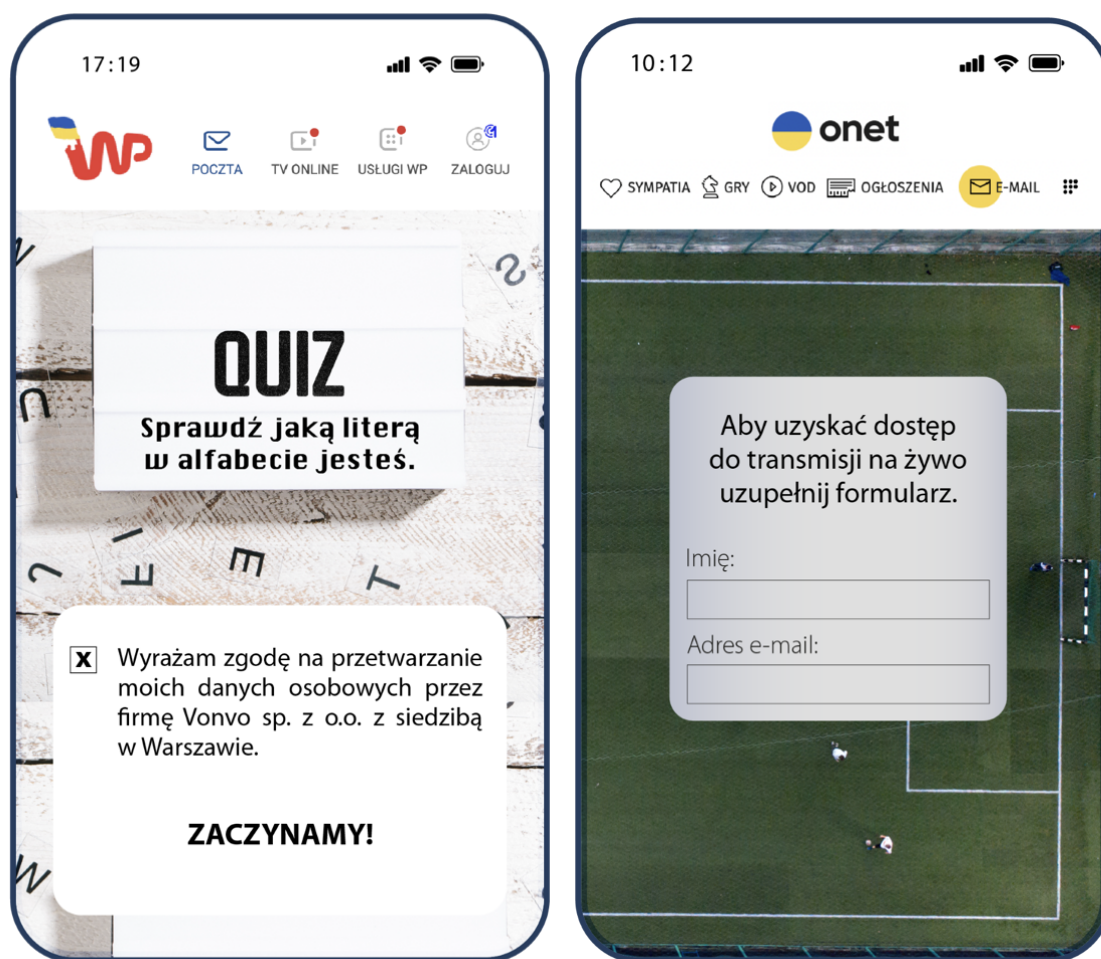 17:19
WP
POCZTA
TV ONLINE
USŁUGI WP
ZALOGUJ
QUIZ
Sprawdź jaką literą
w alfabecie jesteś.
S
U
J
F
E
T
M
X
Wyrażam zgodę na przetwarzanie
moich danych osobowych przez
firmę Vonvo sp. z o.o. z siedzibą
w Warszawie.
ZACZYNAMY!
10:12
onet
SYMPATIA
GRY
VOD
OGŁOSZENIA
E-MAIL
Aby uzyskać dostęp
do transmisji na żywo
uzupełnij formularz.
Imię:
Adres e-mail: